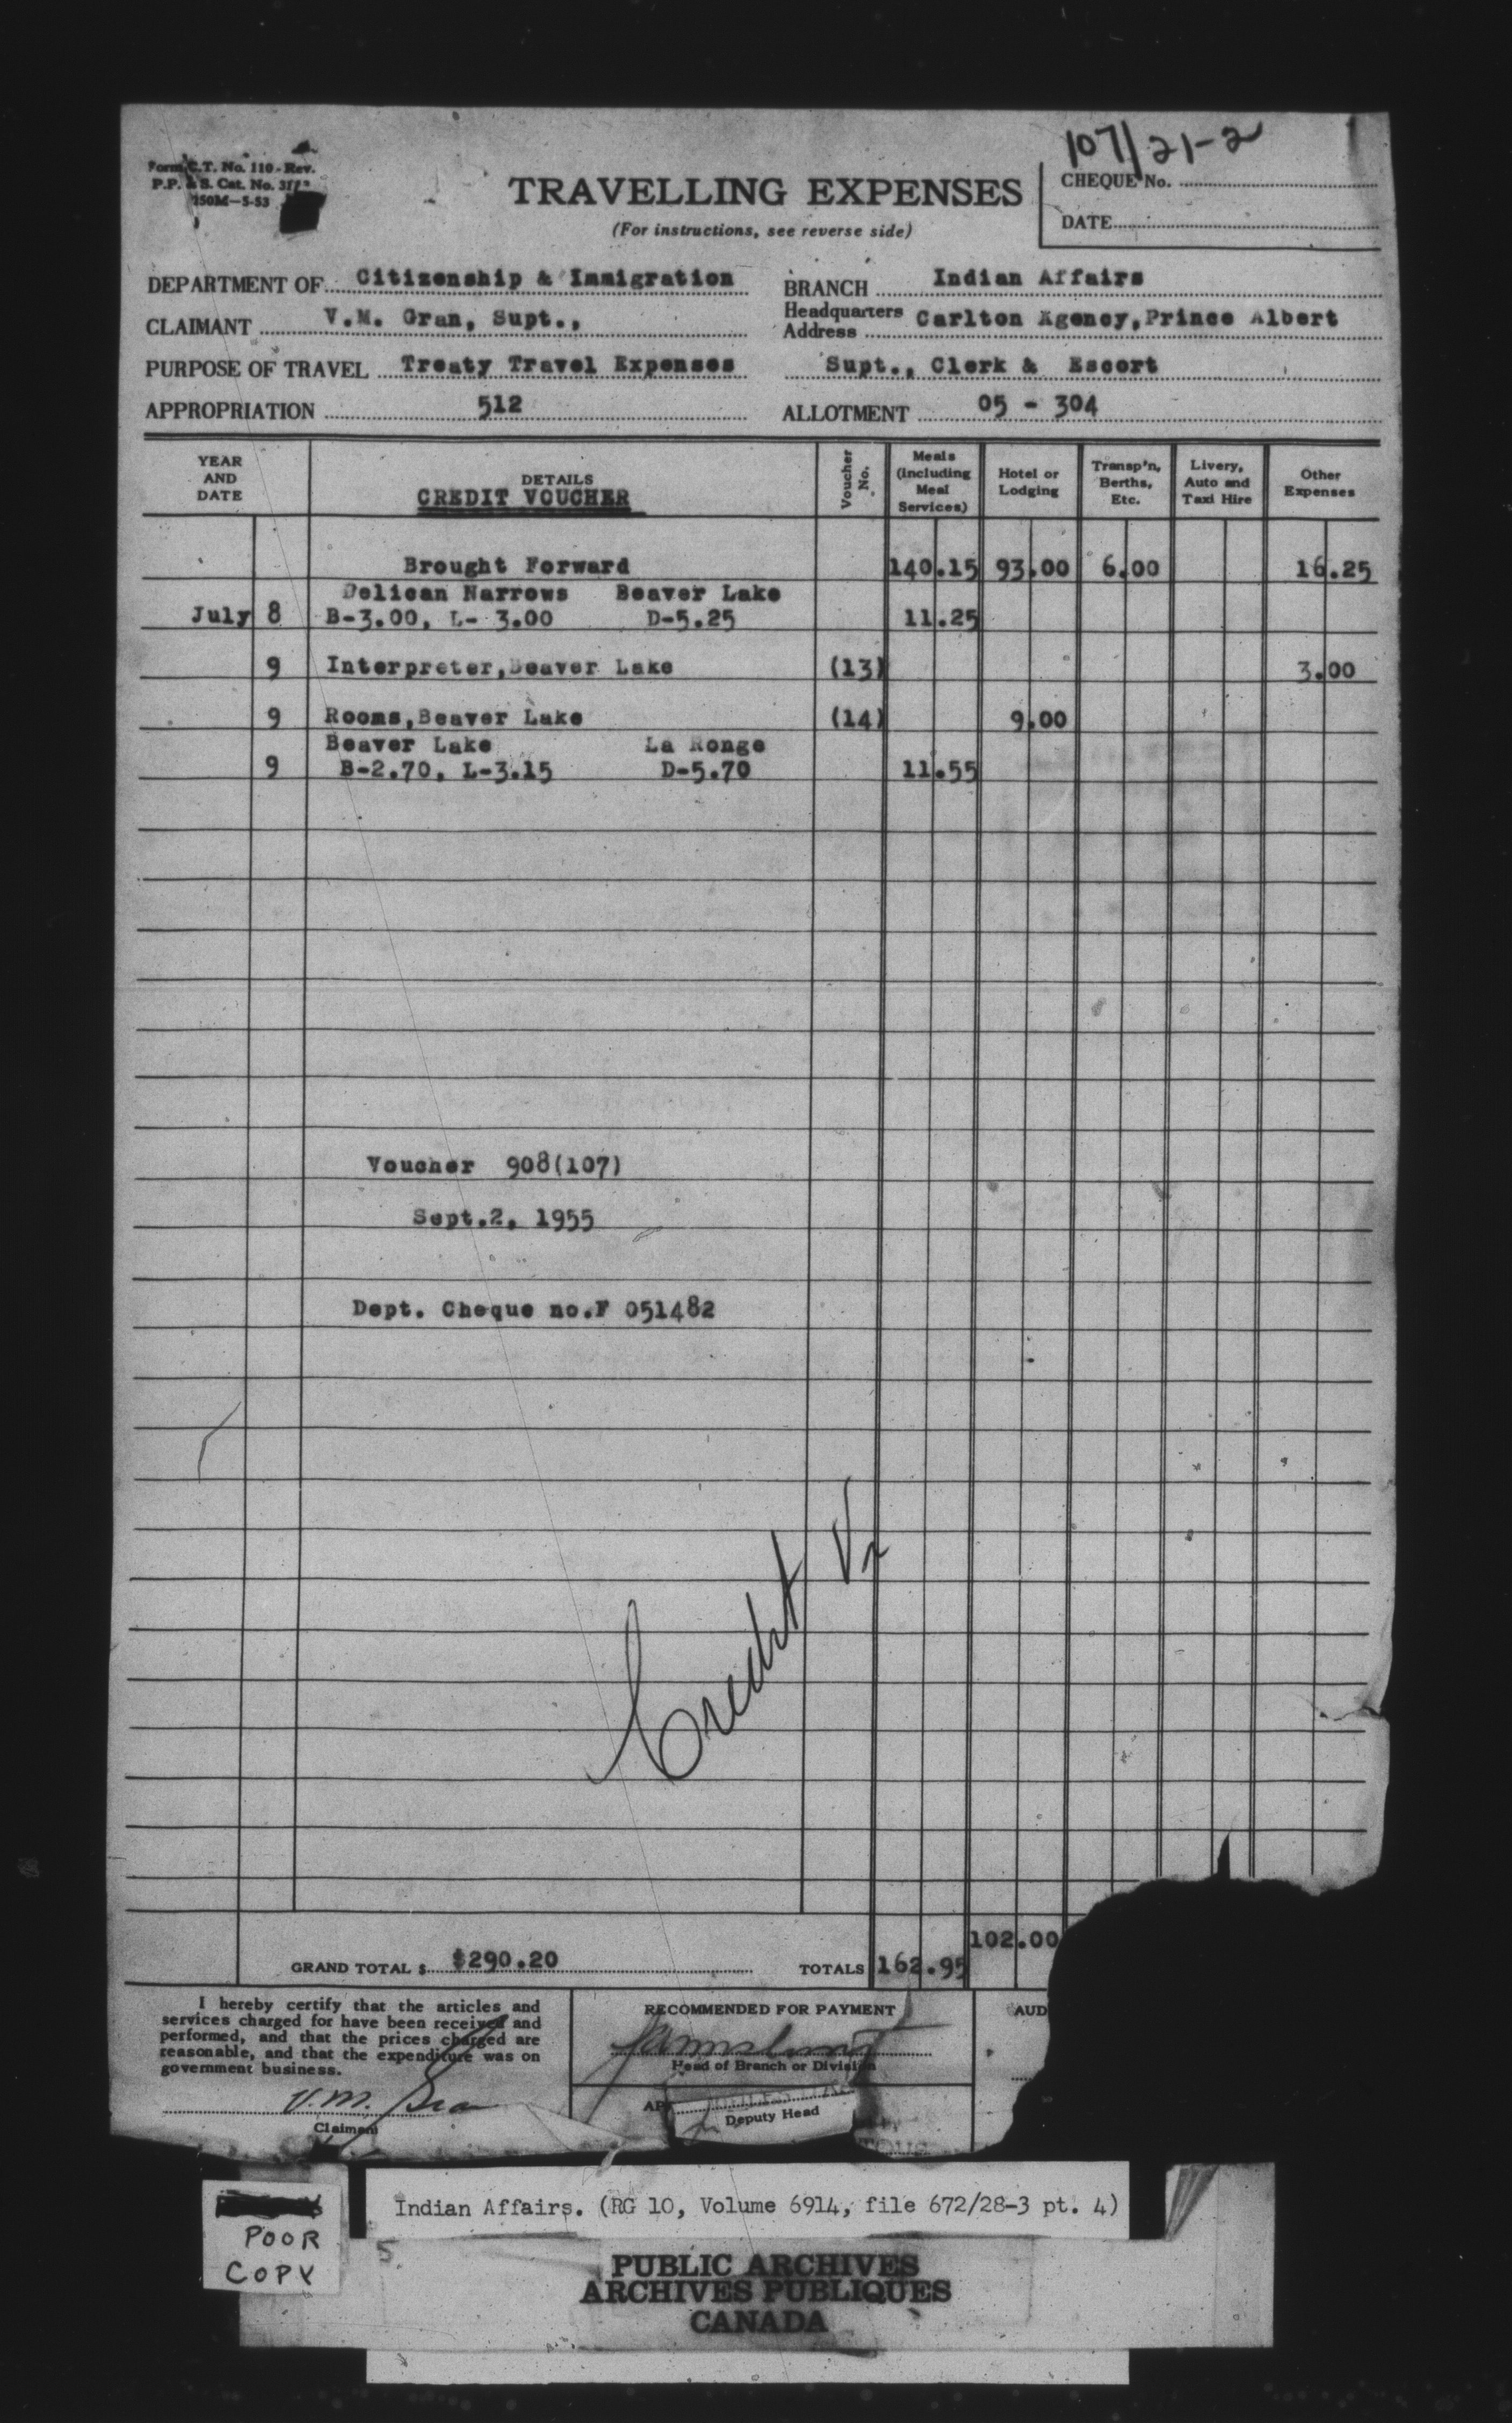 107/21-2
Form C.T. No. 110-Rev.
P.P. & S. Cat. No.
250M-5-53
TRAVELLING EXPENSES
(For instructions, see reverse side)
CHEQUE No.
DATE
DEPARTMENT OF Citizenship & Immigration BRANCH Indian Affairs
CLAIMANT V.M. Gran, Supt., Headquarters Address Carlton Agency, Prince Albert
PURPOSE OF TRAVEL Treaty Travel Expenses Supt., Clerk & Escort
APPROPRIATION 512 ALLOTMENT 05 - 304
YEAR AND DATE DETAILS Voucher No. Meals (including Meal Services) Hotel or Lodging Transp'n, Berths, Etc. Livery, Auto and Taxi Hire Other Expenses
CREDIT VOUCHER
Brought Forward 140.15 93.00 6.00 16.25
Pelican Narrows Beaver Lake
July 8 B-3.00, L- 3.00 D-5.25 11.25
9 Interpreter, Beaver Lake (13) 3.00
9 Rooms, Beaver Lake (14) 9.00
Beaver Lake La Ronge
9 B-2.70, L-3.15 D-5.70 11.55
Voucher 908(107)
Sept.2, 1955
Dept. Cheque no.F 051482
Credit Vr
102.00
GRAND TOTAL $ $290.20 TOTALS 162.95
I hereby certify that the articles and
services charged for have been received and
performed, and that the prices charged are
reasonable, and that the expenditure was on
government business.
V.M. Gran
Claimant
RECOMMENDED FOR PAYMENT
Head of Branch or Division
AP
Deputy Head
AUD
POOR
COPY
Indian Affairs. (RG 10, Volume 6914, file 672/28-3 pt. 4)
5
PUBLIC ARCHIVES
ARCHIVES PUBLIQUES
CANADA